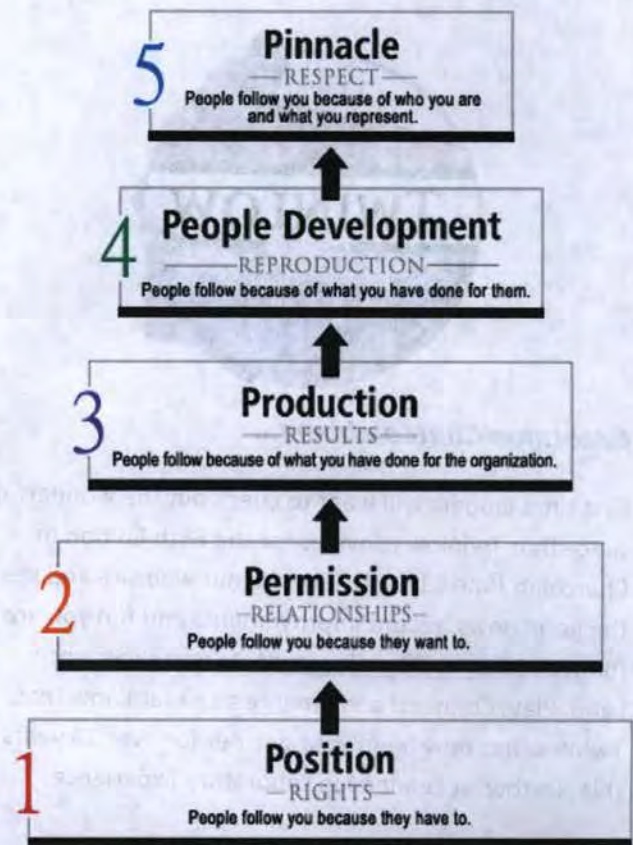 5
Pinnacle
RESPECT
People follow you because of who you are
and what you represent.
4
People Development
REPRODUCTION
People follow because of what you have done for them.
3
Production
RESULTS
People follow because of what you have done for the organization.
2
Permission
RELATIONSHIPS
People follow you because they want to.
1
Position
RIGHTS
People follow you because they have to.